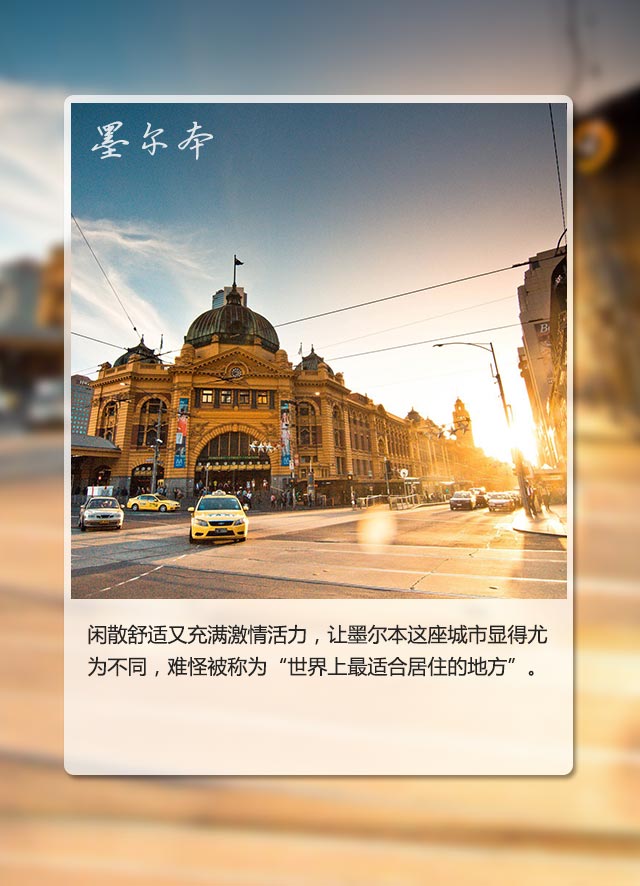 墨尔本
闲散舒适又充满激情活力，让墨尔本这座城市显得尤
为不同，难怪被称为“世界上最适合居住的地方”。